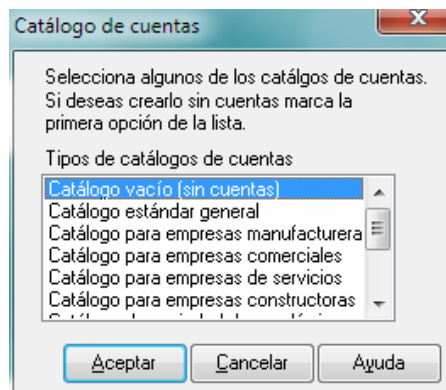 Catálogo de cuentas
Selecciona algunos de los catálgos de cuentas.
Si deseas crearlo sin cuentas marca la
primera opción de la lista.
Tipos de catálogos de cuentas
Catálogo vacío (sin cuentas)
Catálogo estándar general
Catálogo para empresas manufacturera
Catálogo para empresas comerciales
Catálogo para empresas de servicios
Catálogo para empresas constructoras
Aceptar Cancelar Ayuda